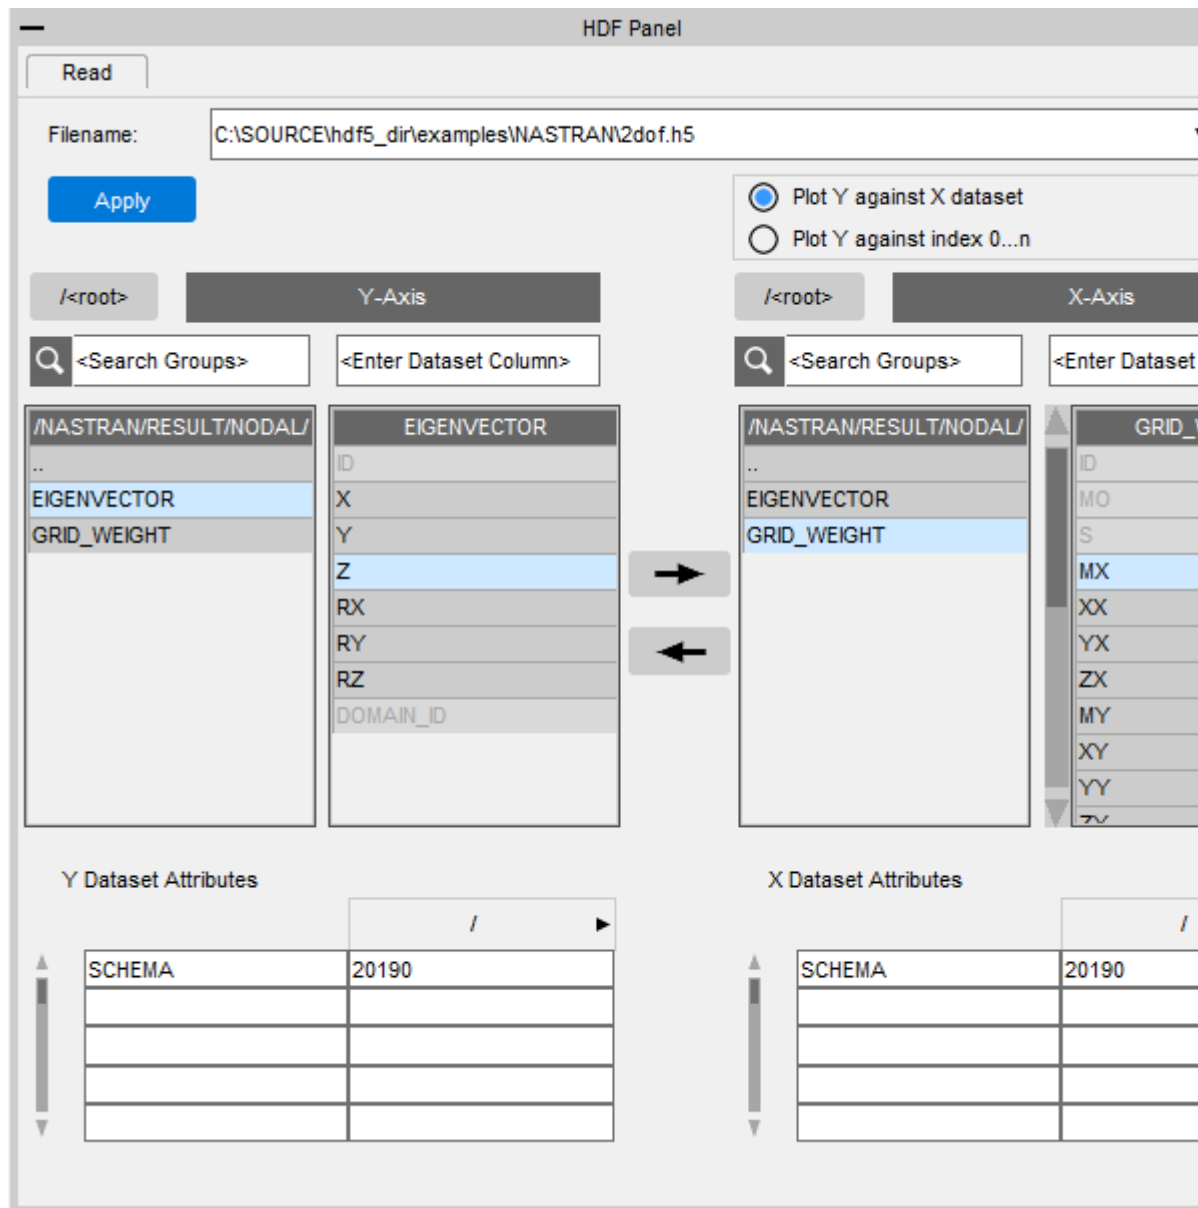 HDF Panel
Read
Filename:
C:\SOURCE\hdf5_dir\examples\NASTRAN\2dof.h5
Apply
Plot Y against X dataset
Plot Y against index 0...n
/<root>
Y-Axis
/<root>
X-Axis
<Search Groups>
<Enter Dataset Column>
<Search Groups>
<Enter Dataset
/NASTRAN/RESULT/NODAL/
..
EIGENVECTOR
GRID_WEIGHT
EIGENVECTOR
ID
X
Y
Z
RX
RY
RZ
DOMAIN_ID
/NASTRAN/RESULT/NODAL/
..
EIGENVECTOR
GRID_WEIGHT
GRID_
ID
MO
S
MX
XX
YX
ZX
MY
XY
YY
ZY
Y Dataset Attributes
/
SCHEMA 20190
X Dataset Attributes
/
SCHEMA 20190